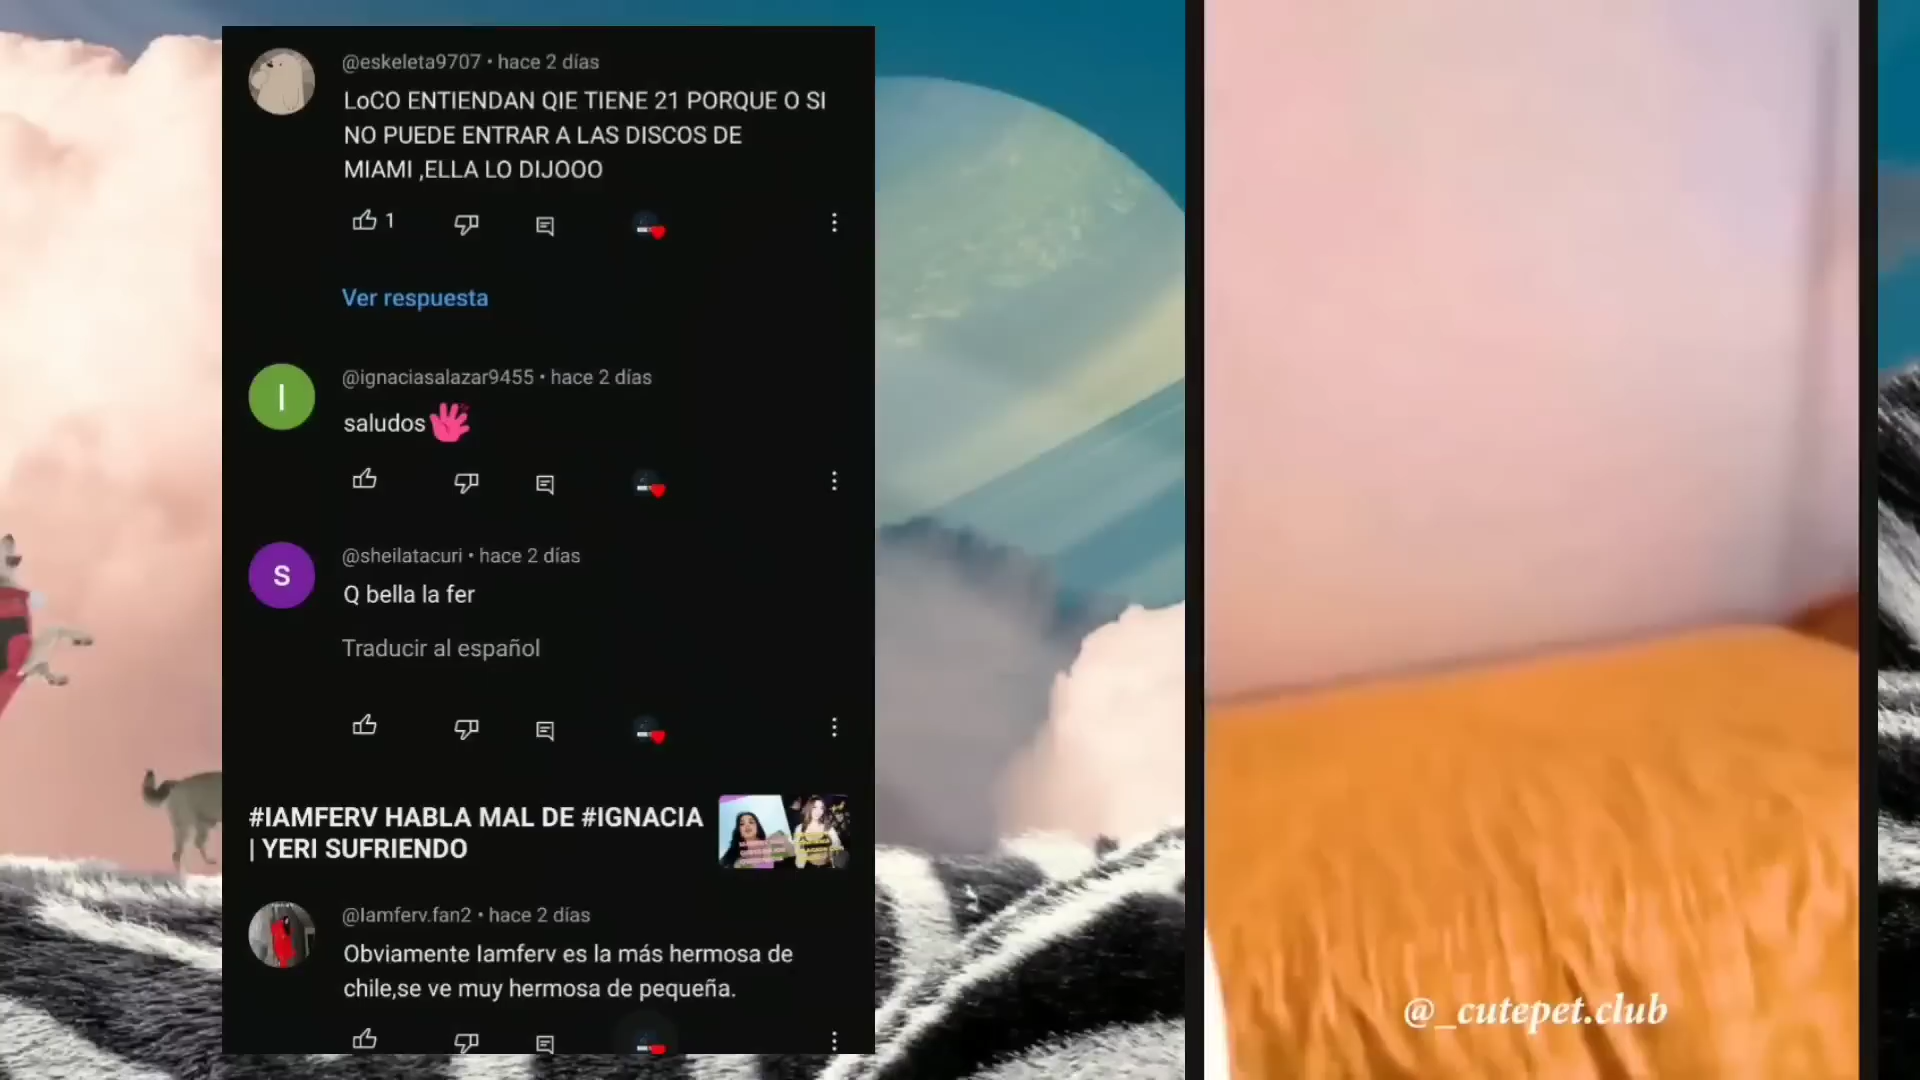 @eskeleta9707 • hace 2 días
LoCO ENTIENDAN QIE TIENE 21 PORQUE O SI
NO PUEDE ENTRAR A LAS DISCOS DE
MIAMI ,ELLA LO DIJOOO
1
Ver respuesta
I
@ignaciasalazar9455 • hace 2 días
saludos
S
@sheilatacuri • hace 2 días
Q bella la fer
Traducir al español
#IAMFERV HABLA MAL DE #IGNACIA
| YERI SUFRIENDO
@Iamferv.fan2 • hace 2 días
Obviamente Iamferv es la más hermosa de
chile,se ve muy hermosa de pequeña.
@_cutepet.club